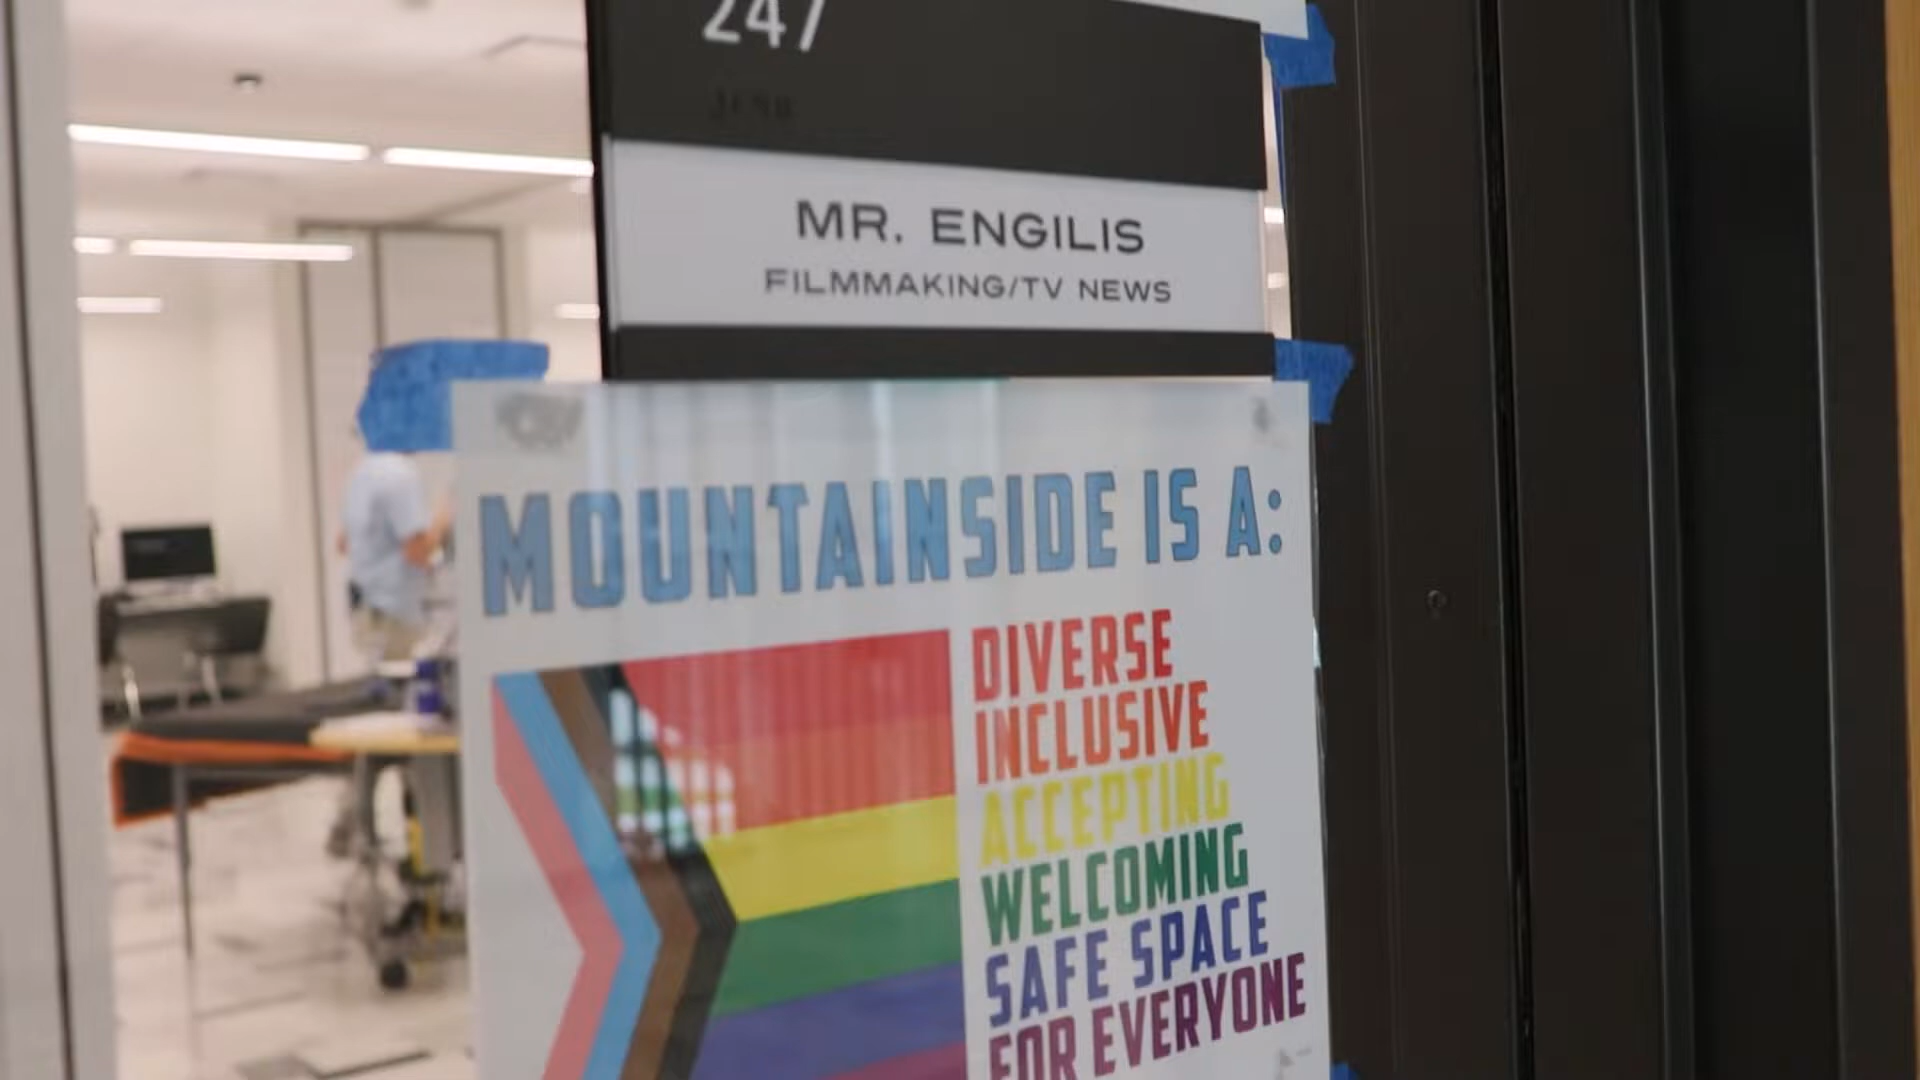 247
MR. ENGILIS
FILMMAKING/TV NEWS
MOUNTAINSIDE IS A:
DIVERSE
INCLUSIVE
ACCEPTING
WELCOMING
SAFE SPACE
FOR EVERYONE